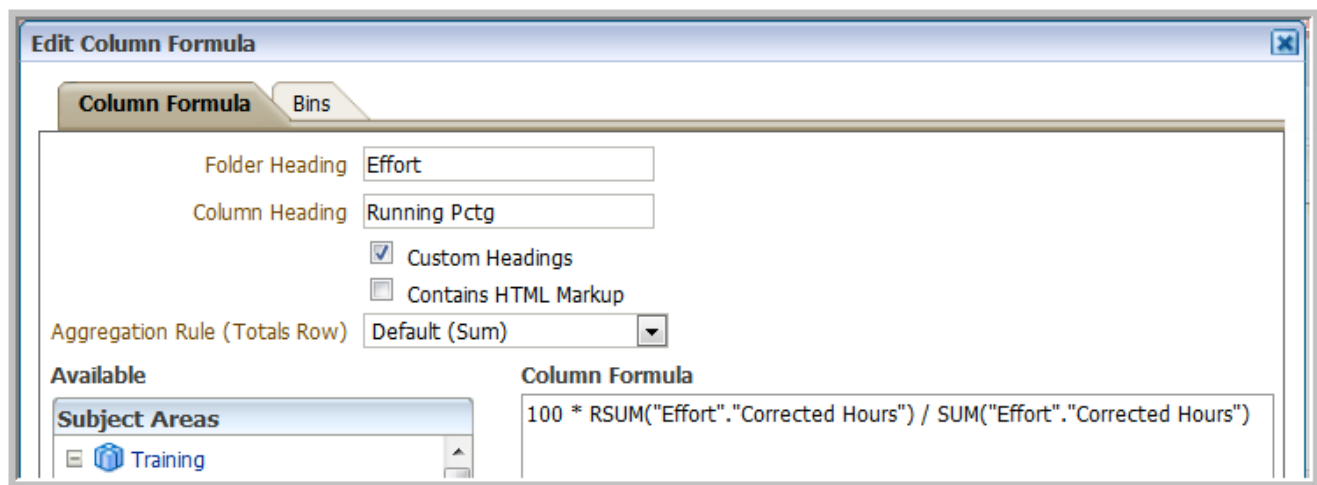 Edit Column Formula
Column Formula Bins
Folder Heading Effort
Column Heading Running Pctg
Custom Headings
Contains HTML Markup
Aggregation Rule (Totals Row) Default (Sum)
Available Column Formula
Subject Areas 100 * RSUM("Effort"."Corrected Hours") / SUM("Effort"."Corrected Hours")
Training